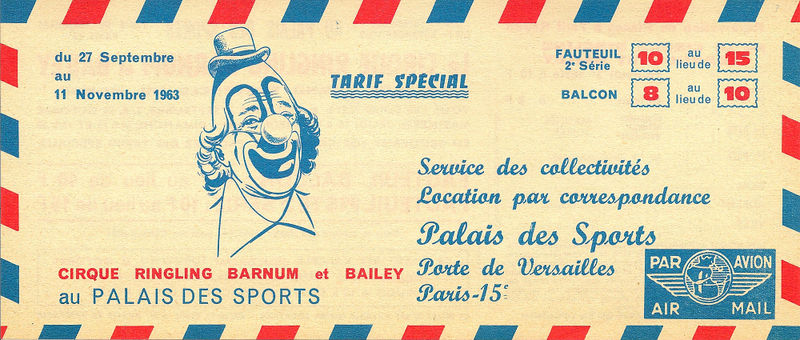 du 27 Septembre
au
11 Novembre 1963
TARIF SPÉCIAL
FAUTEUIL 10 au lieu de 15
2e Série
BALCON 8 au lieu de 10
Service des collectivités
Location par correspondance
Palais des Sports
Porte de Versailles
Paris-15e
CIRQUE RINGLING BARNUM et BAILEY
au PALAIS DES SPORTS
PAR AVION
AIR MAIL